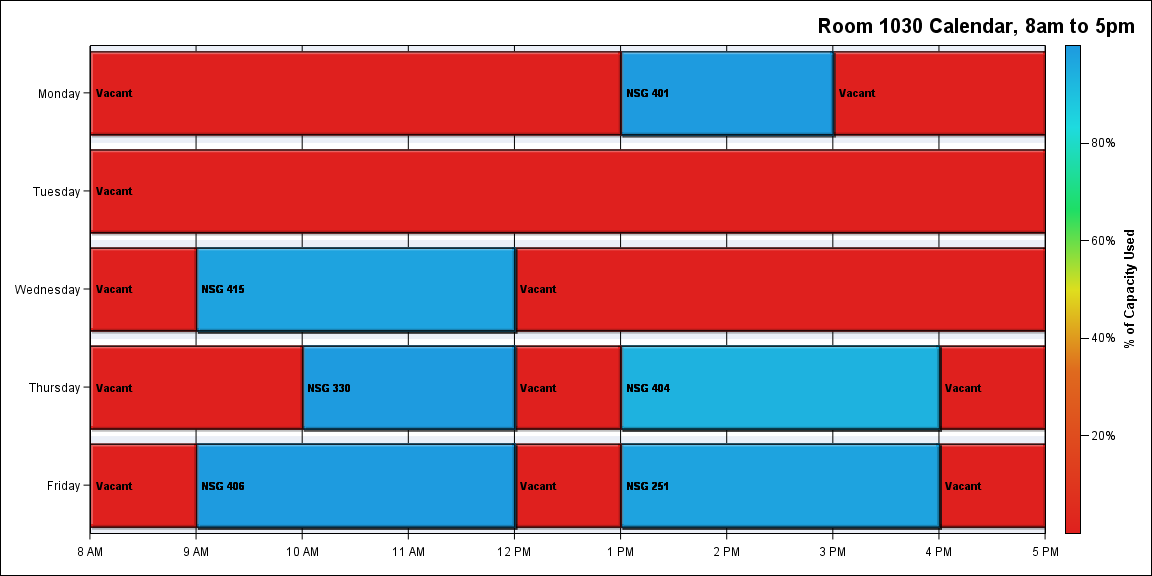 Room 1030 Calendar, 8am to 5pm
Monday
Vacant
NSG 401
Vacant
Tuesday
Vacant
Wednesday
Vacant
NSG 415
Vacant
Thursday
Vacant
NSG 330
Vacant
NSG 404
Vacant
Friday
Vacant
NSG 406
Vacant
NSG 251
Vacant
8 AM
9 AM
10 AM
11 AM
12 PM
1 PM
2 PM
3 PM
4 PM
5 PM
80%
60%
40%
20%
% of Capacity Used